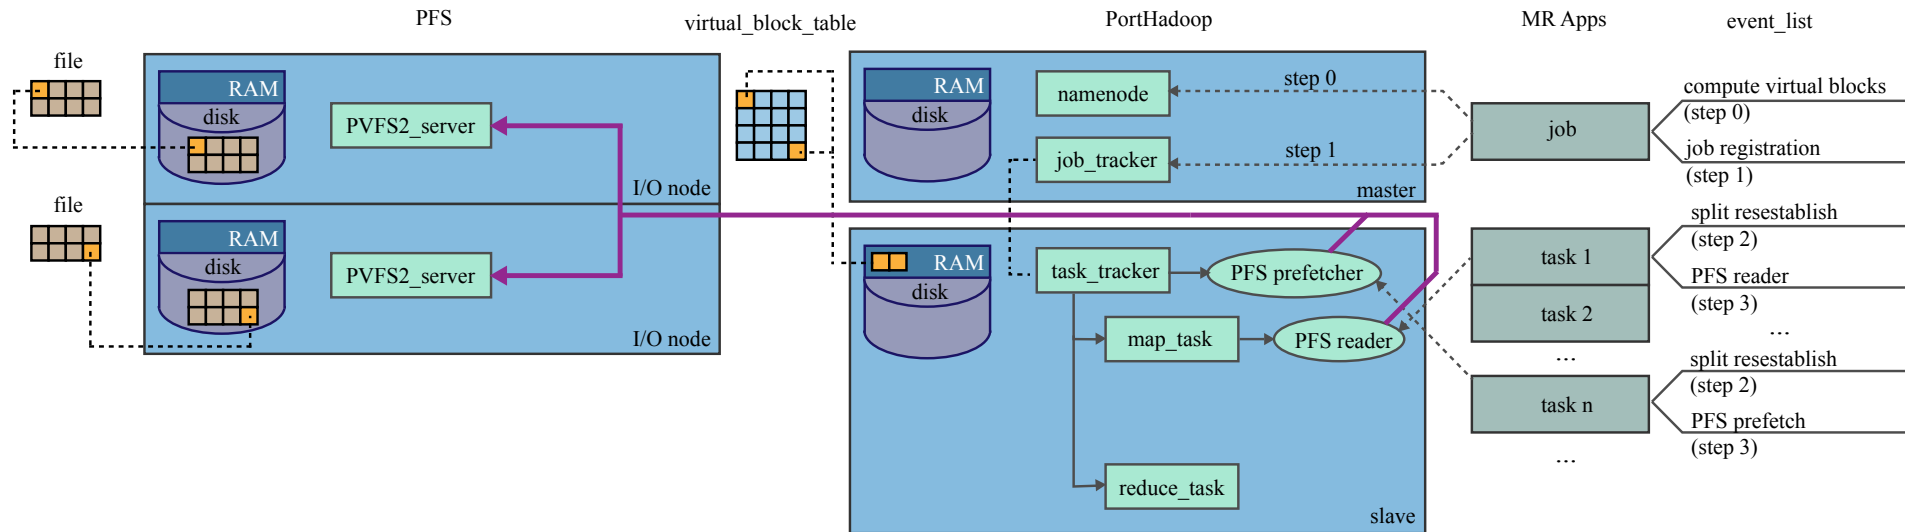 PFS
virtual_block_table
PortHadoop
MR Apps
event_list
file
RAM
disk
PVFS2_server
I/O node
file
RAM
disk
PVFS2_server
I/O node
RAM
disk
namenode
job_tracker
step 0
step 1
master
RAM
disk
task_tracker
PFS prefetcher
map_task
PFS reader
reduce_task
slave
job
task 1
task 2
...
task n
...
compute virtual blocks
(step 0)
job registration
(step 1)
split resestablish
(step 2)
PFS reader
(step 3)
...
split resestablish
(step 2)
PFS prefetch
(step 3)